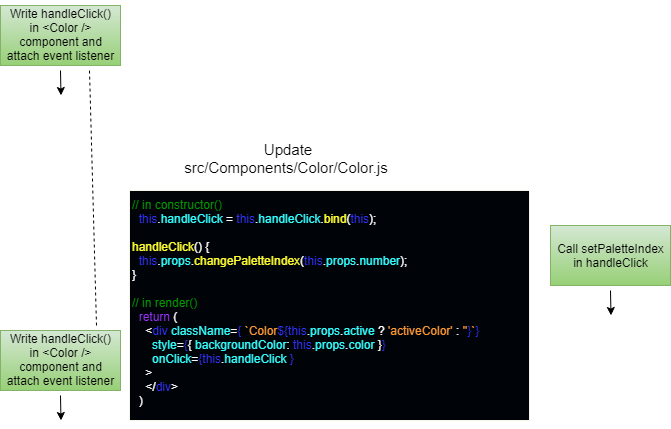 Write handleClick()
in <Color />
component and
attach event listener
Update
src/Components/Color/Color.js
// in constructor()
this.handleClick = this.handleClick.bind(this);
handleClick() {
this.props.changePaletteIndex(this.props.number);
}
// in render()
return (
<div className={ `Color${this.props.active ? 'activeColor' : ''}`}
style={{ backgroundColor: this.props.color }}
onClick={this.handleClick }
>
</div>
)
Call setPaletteIndex
in handleClick
Write handleClick()
in <Color />
component and
attach event listener